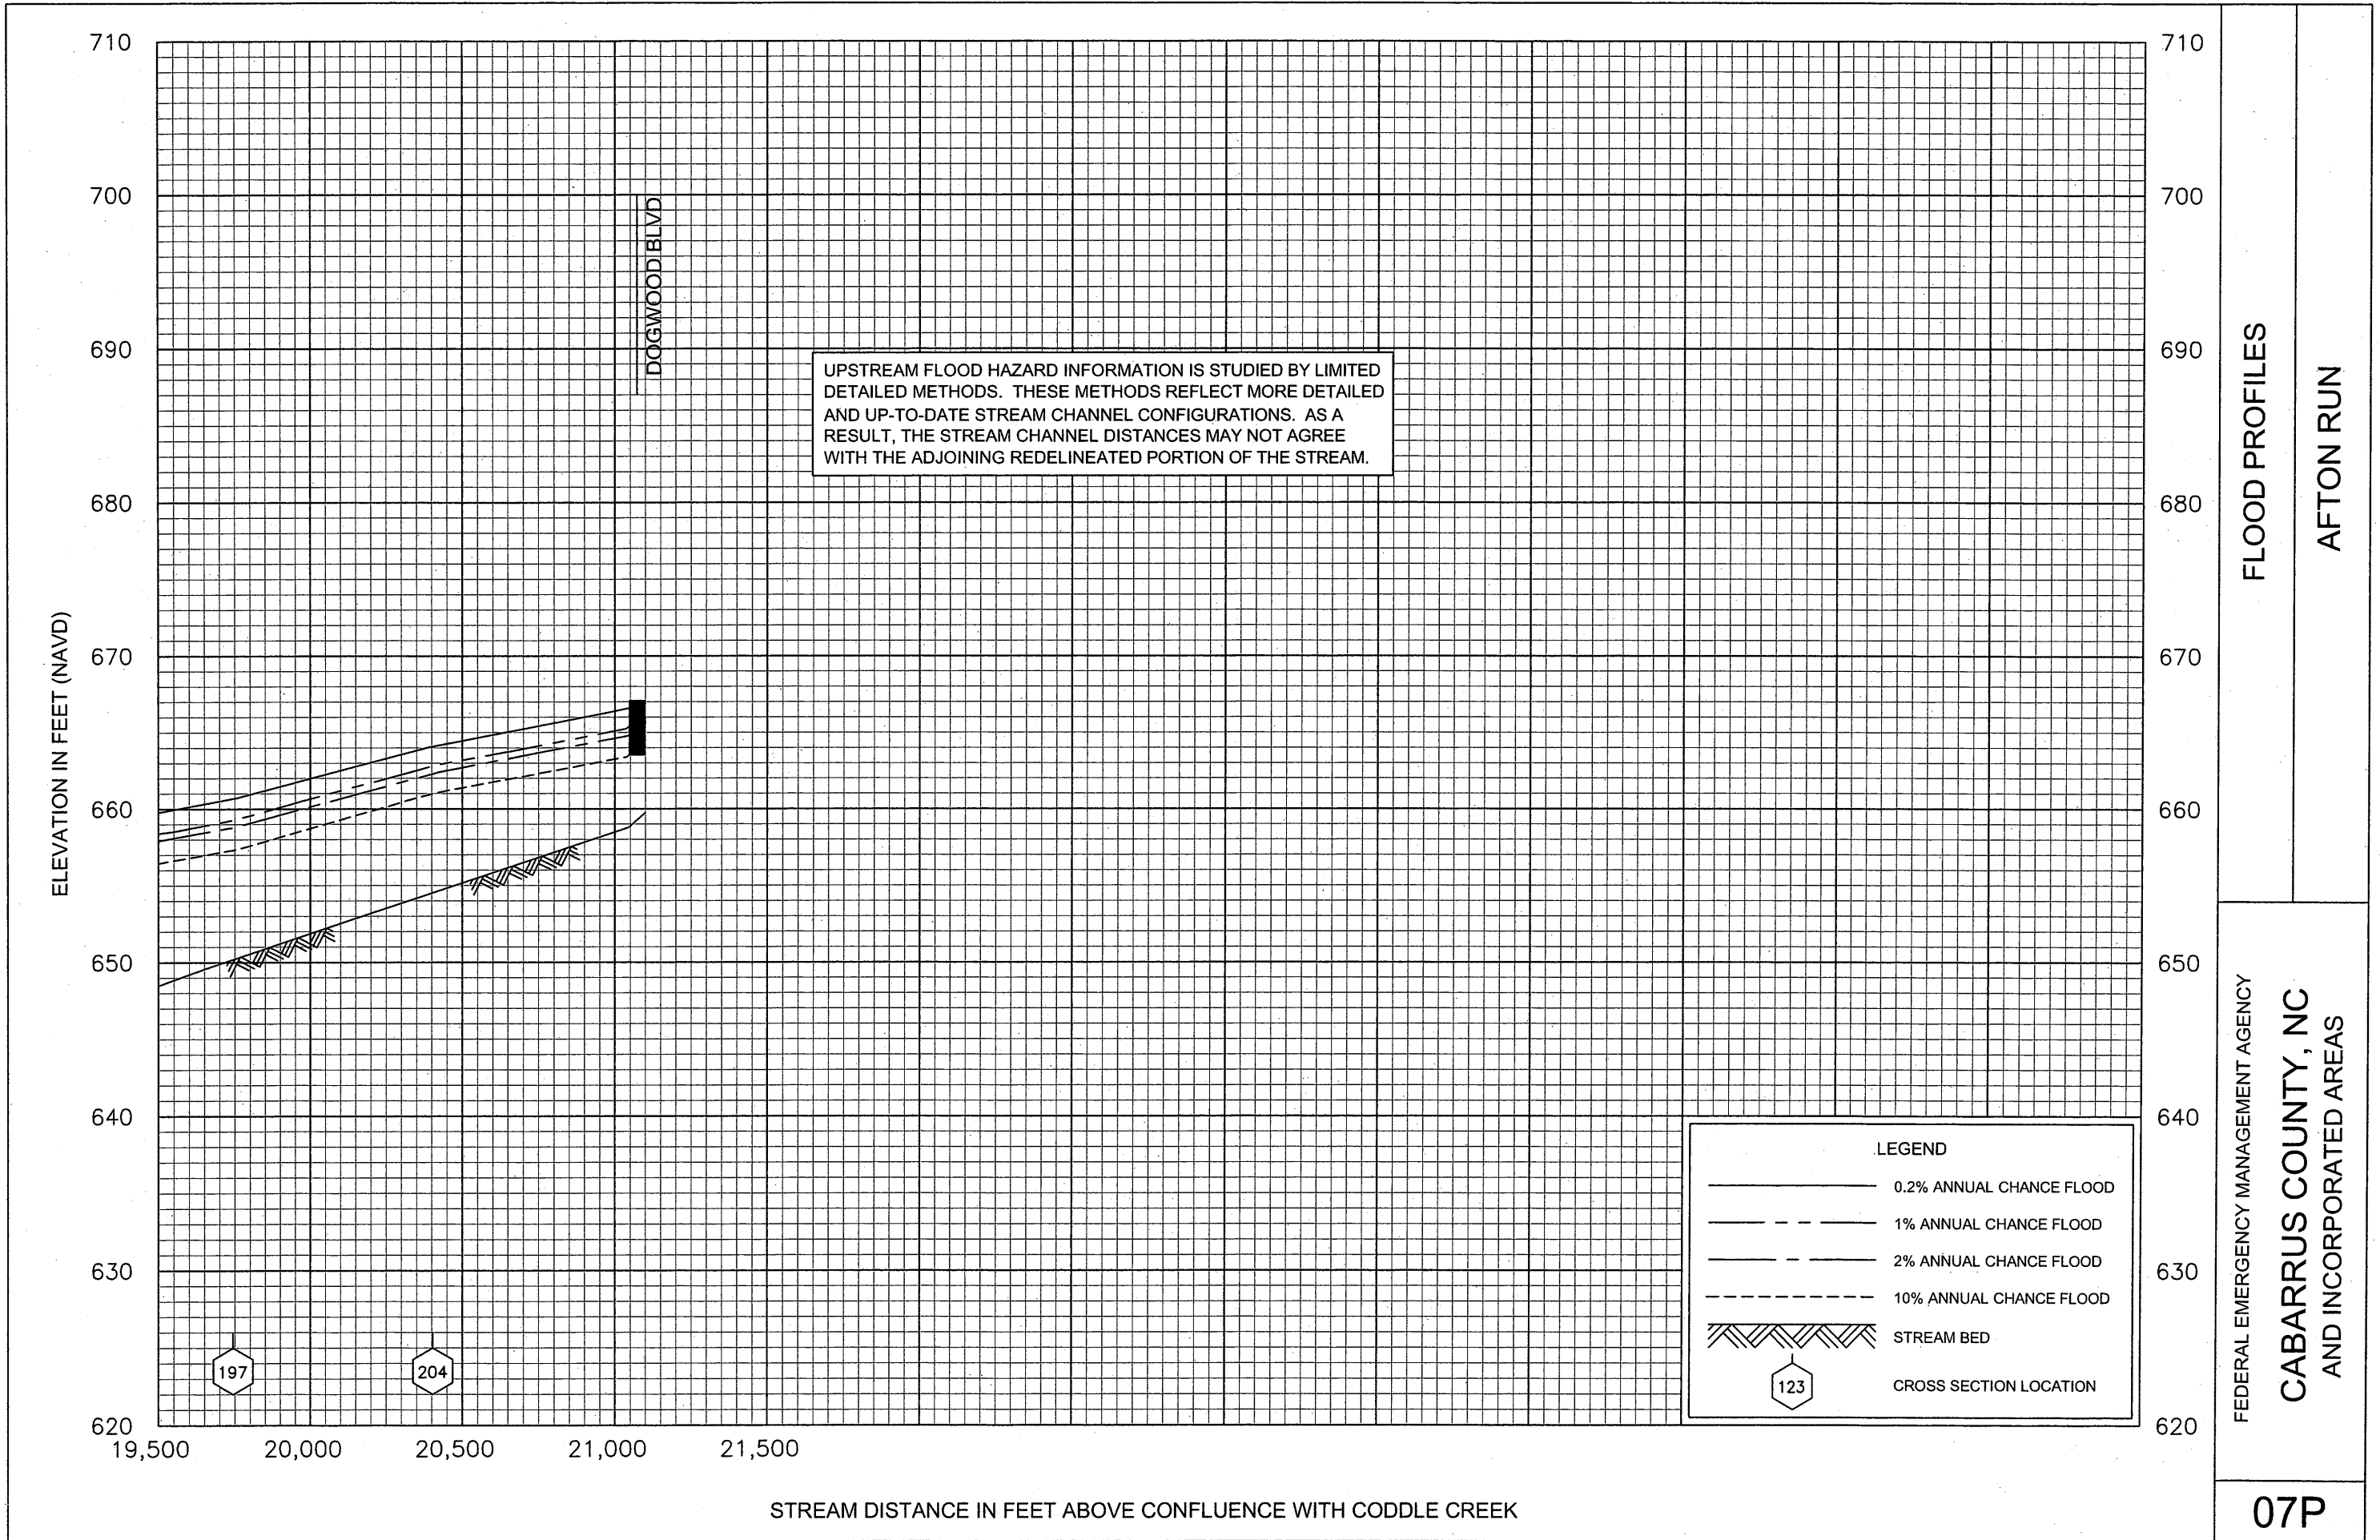 710
700
690
680
670
660
650
640
630
620
ELEVATION IN FEET (NAVD)
DOGWOOD BLVD
UPSTREAM FLOOD HAZARD INFORMATION IS STUDIED BY LIMITED
DETAILED METHODS. THESE METHODS REFLECT MORE DETAILED
AND UP-TO-DATE STREAM CHANNEL CONFIGURATIONS. AS A
RESULT, THE STREAM CHANNEL DISTANCES MAY NOT AGREE
WITH THE ADJOINING REDELINEATED PORTION OF THE STREAM.
197
204
19,500
20,000
20,500
21,000
21,500
STREAM DISTANCE IN FEET ABOVE CONFLUENCE WITH CODDLE CREEK
LEGEND
0.2% ANNUAL CHANCE FLOOD
1% ANNUAL CHANCE FLOOD
2% ANNUAL CHANCE FLOOD
10% ANNUAL CHANCE FLOOD
STREAM BED
123
CROSS SECTION LOCATION
710
700
690
680
670
660
650
640
630
620
FLOOD PROFILES
AFTON RUN
FEDERAL EMERGENCY MANAGEMENT AGENCY
CABARRUS COUNTY, NC
AND INCORPORATED AREAS
07P